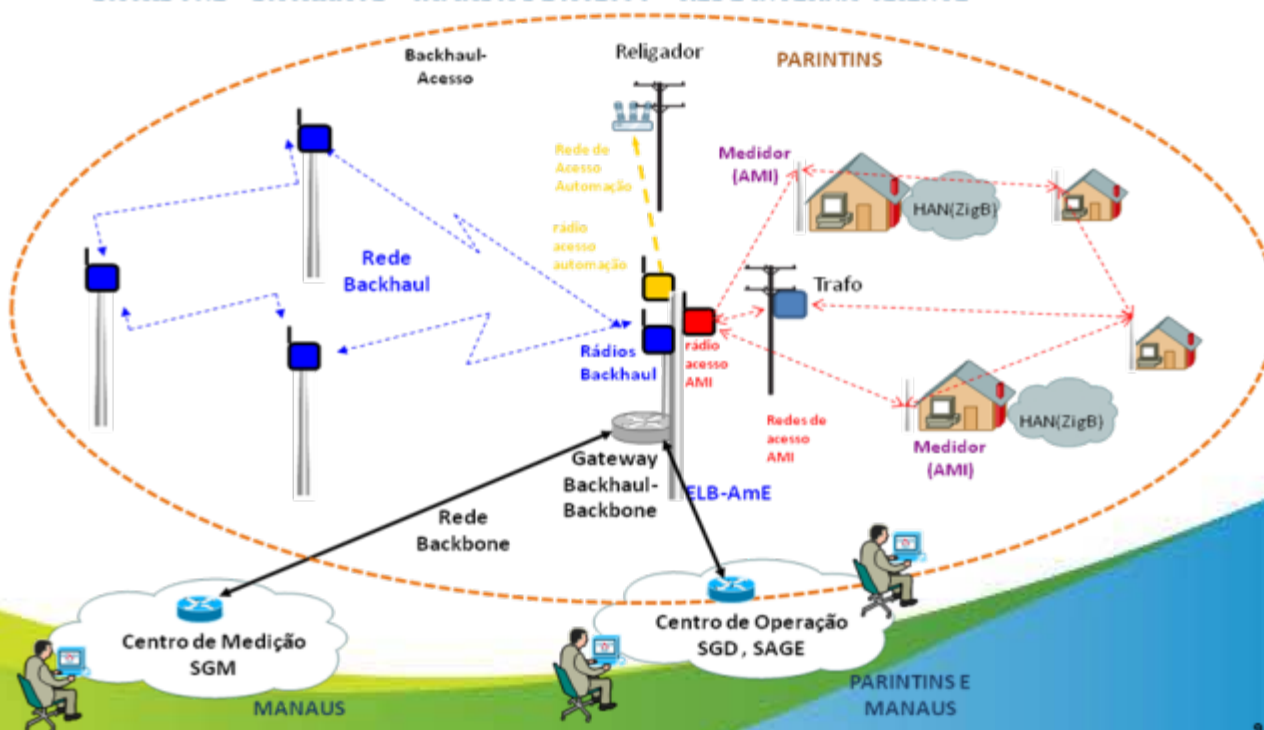 Backhaul-
Acesso
Religador
PARINTINS
Rede de
Acesso
Automação
rádio
acesso
automação
Medidor
(AMI)
HAN(ZigB)
Rede
Backhaul
Trafo
Rádios
Backhaul
rádio
acesso
AMI
Redes de
acesso
AMI
HAN(ZigB)
Medidor
(AMI)
Gateway
Backhaul-
Backbone
ELB-AmE
Rede
Backbone
Centro de Medição
SGM
MANAUS
Centro de Operação
SGD , SAGE
PARINTINS E
MANAUS